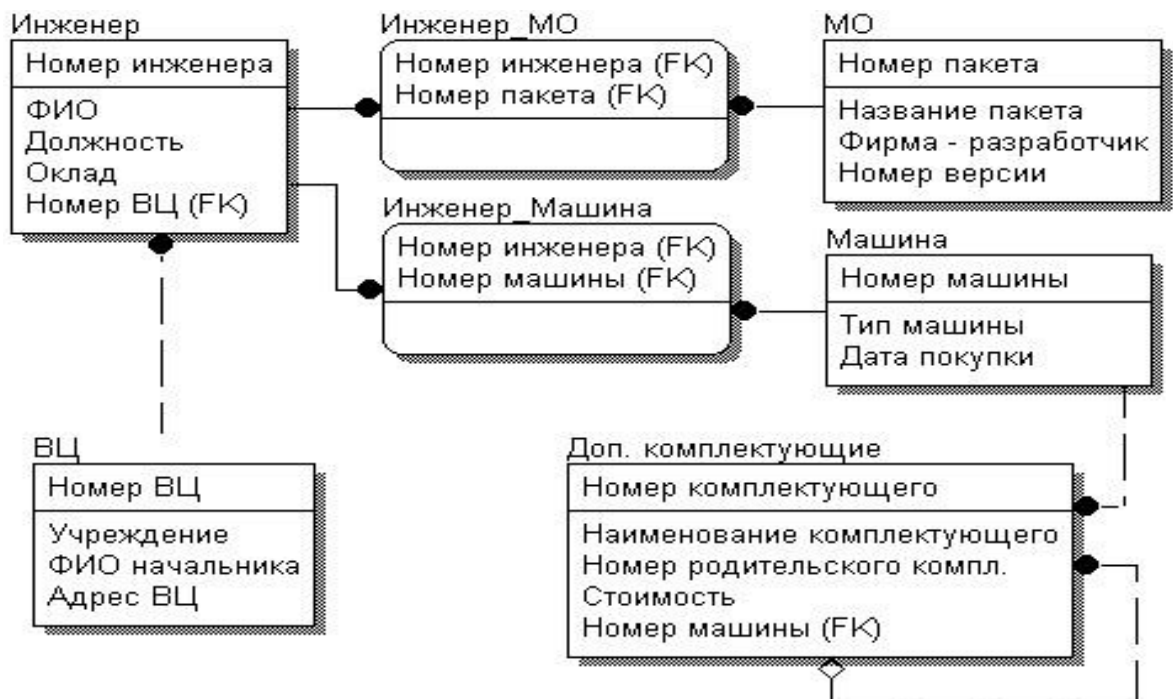 Инженер
Номер инженера
ФИО
Должность
Оклад
Номер ВЦ (FK)
Инженер_МО
Номер инженера (FK)
Номер пакета (FK)
МО
Номер пакета
Название пакета
Фирма - разработчик
Номер версии
Инженер_Машина
Номер инженера (FK)
Номер машины (FK)
Машина
Номер машины
Тип машины
Дата покупки
ВЦ
Номер ВЦ
Учреждение
ФИО начальника
Адрес ВЦ
Доп. комплектующие
Номер комплектующего
Наименование комплектующего
Номер родительского компл.
Стоимость
Номер машины (FK)